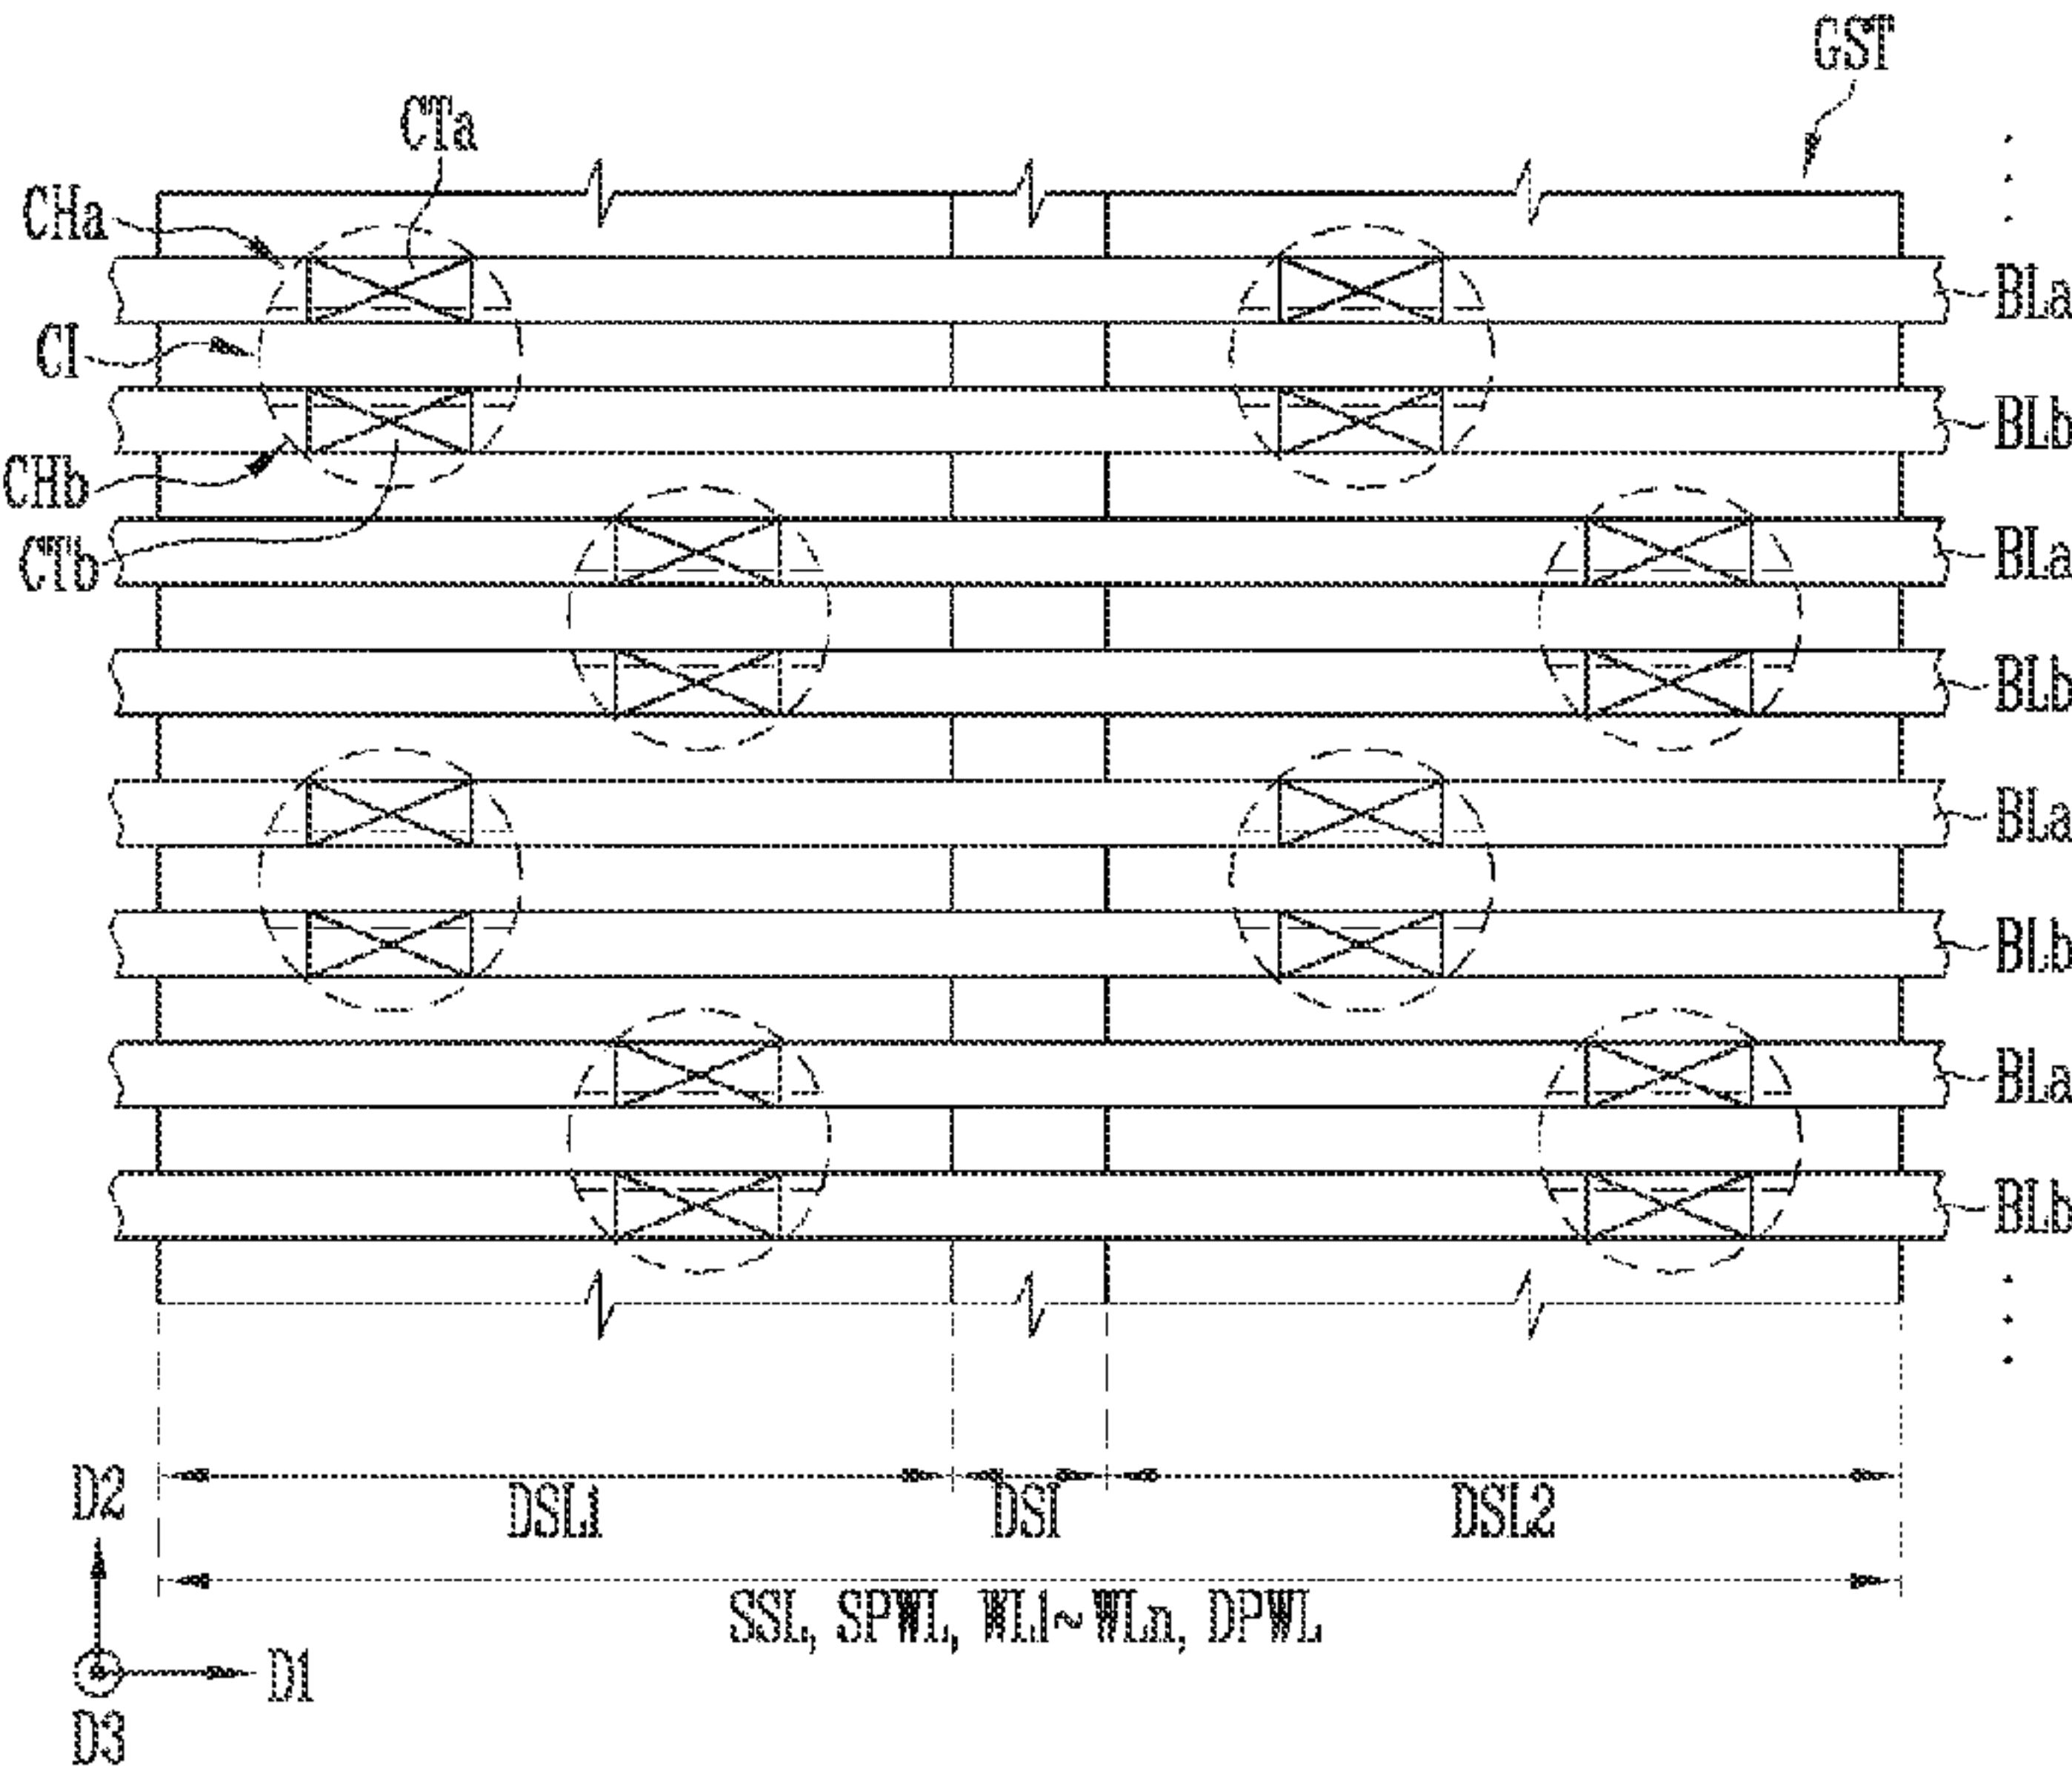 GST
CTa
CHa
BLa
CI
BLb
CHb
CTb
BLa
BLb
BLa
BLb
BLa
BLb
D2
DSL1
DSI
DSL2
SSL, SPWL, WL1~WLn, DPWL
D1
D3